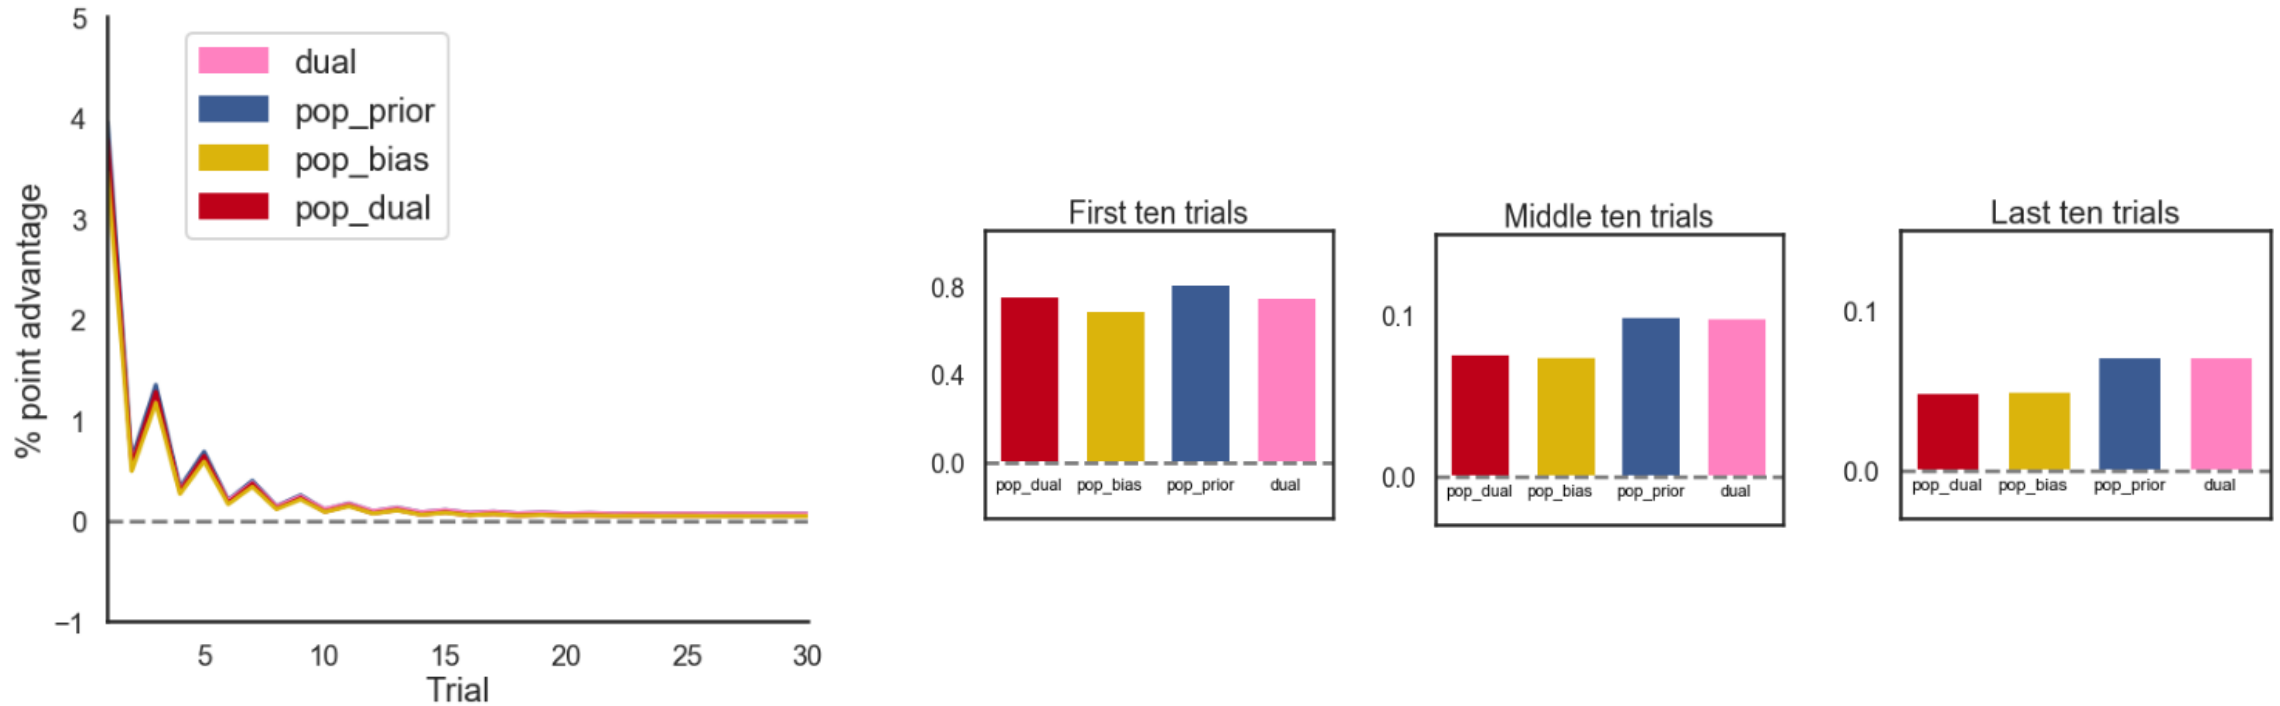 % point advantage
5
4
3
2
1
0
−1
dual
pop_prior
pop_bias
pop_dual
5 10 15 20 25 30
Trial
First ten trials
0.8
0.4
0.0
pop_dual pop_bias pop_prior dual
Middle ten trials
0.1
0.0
pop_dual pop_bias pop_prior dual
Last ten trials
0.1
0.0
pop_dual pop_bias pop_prior dual